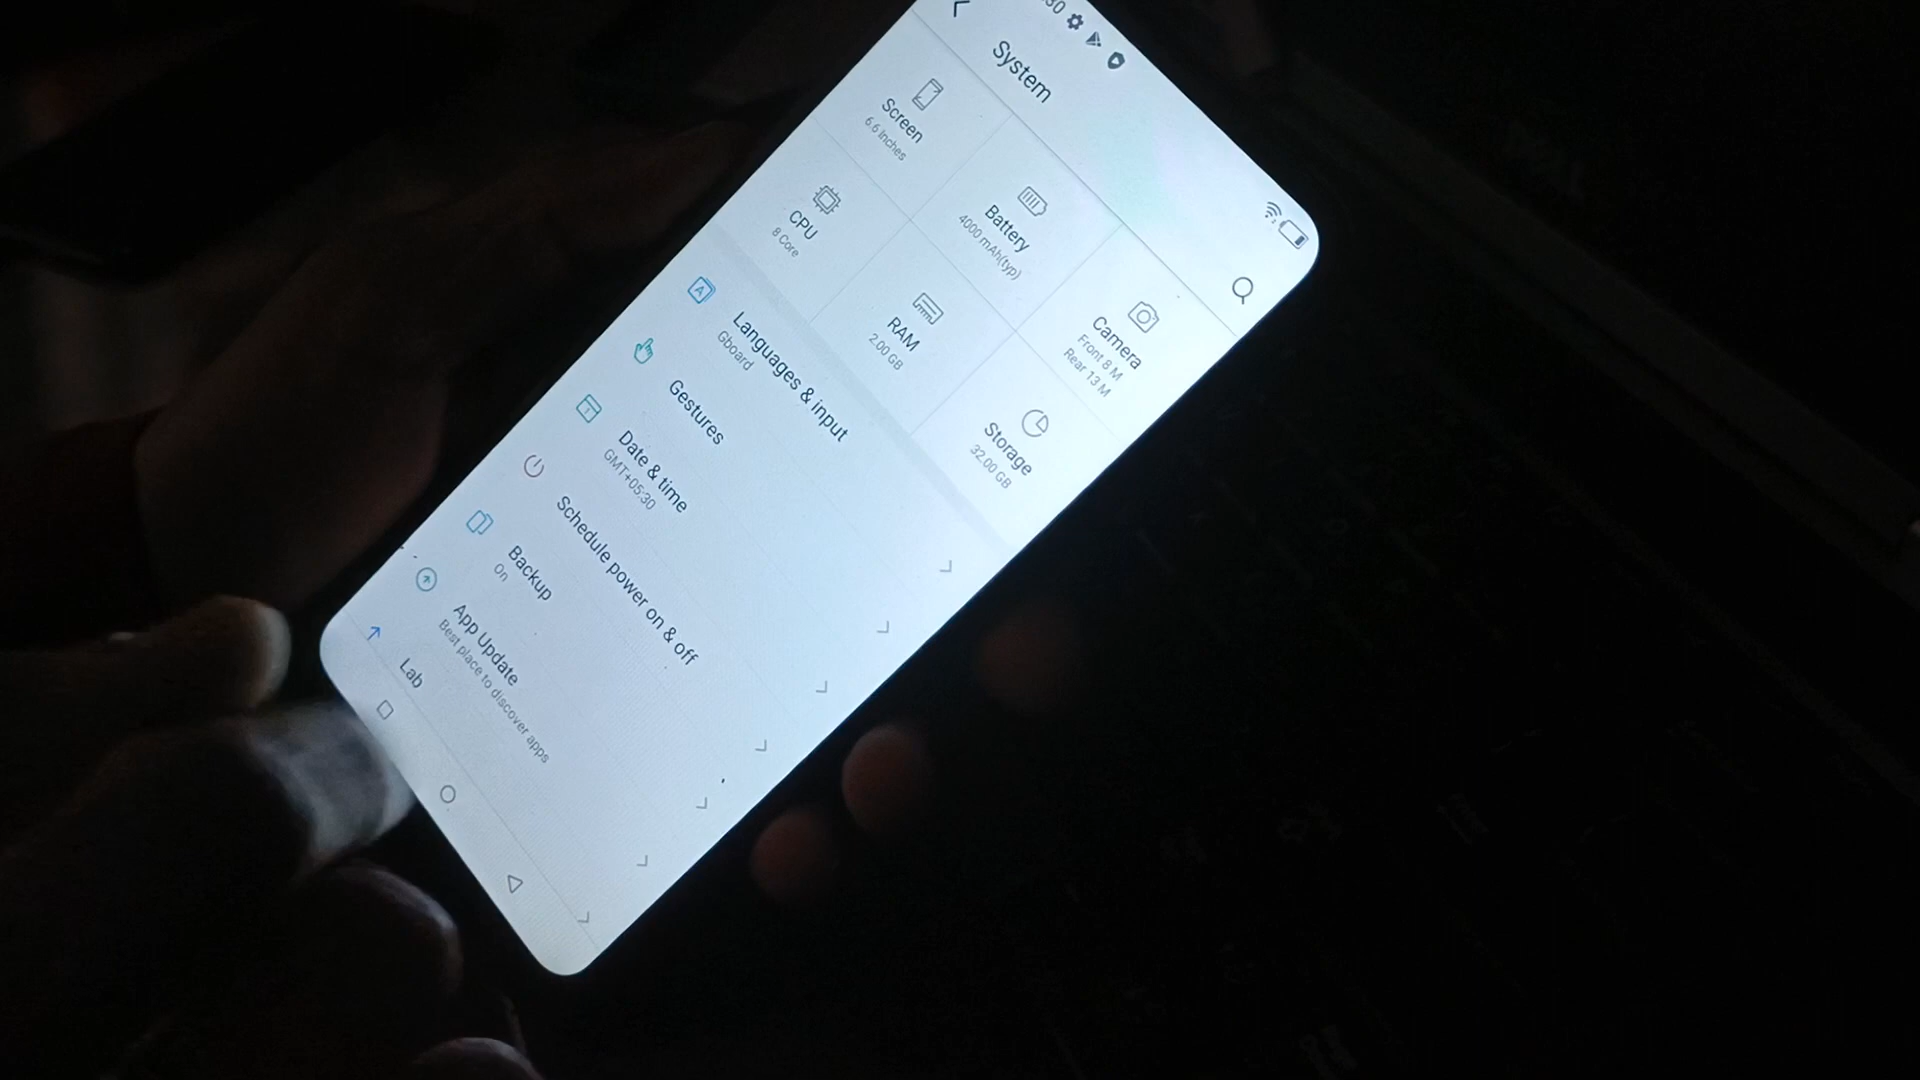 System
Screen
6.6 Inches
Battery
4000 mAh(typ)
Camera
Front 8 M
Rear 13 M
CPU
8 Core
RAM
2.00 GB
Storage
32.00 GB
Languages & input
Gboard
Gestures
Date & time
GMT+05:30
Schedule power on & off
Backup
On
App Update
Best place to discover apps
Lab